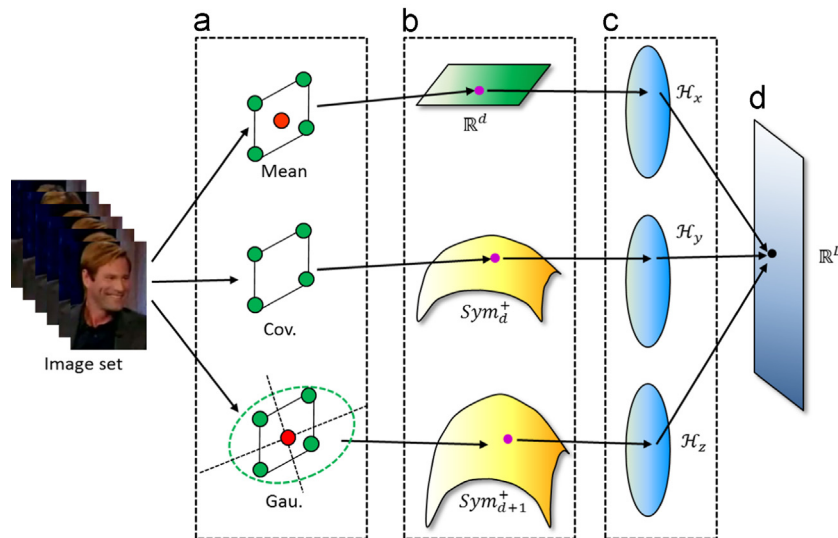 a
b
c
d
Mean
ℝ^d
ℋ_x
Image set
Cov.
Sym_d^+
ℋ_y
ℝ^l
Gau.
Sym_{d+1}^+
ℋ_z